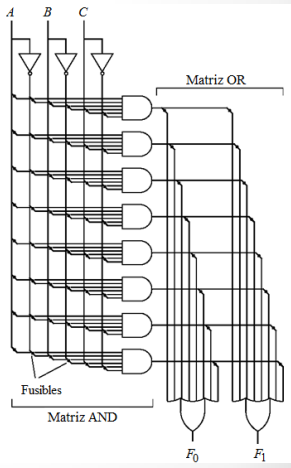 A B C
Matriz OR
Fusibles
Matriz AND
F0 F1